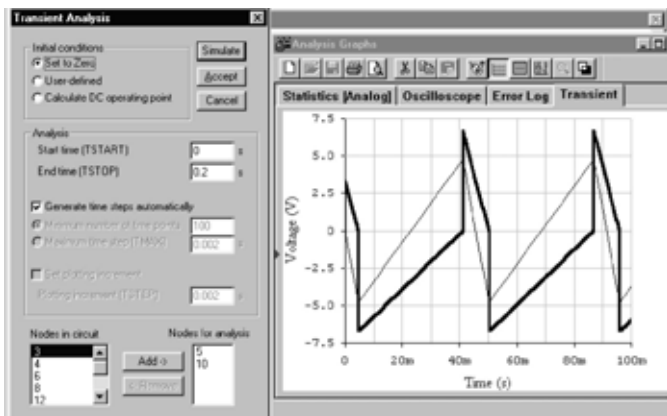 Transient Analysis
Initial conditions
Set to Zero
User-defined
Calculate DC operating point
Simulate
Accept
Cancel
Analysis
Start time (TSTART)
0
s
End time (TSTOP)
0.2
s
Generate time steps automatically
Minimum number of time points
100
Maximum time step (TMAX)
0.002
s
Set plotting increment
Plotting increment (TSTEP)
0.002
s
Nodes in circuit
3
4
6
8
12
Add ->
<- Remove
Nodes for analysis
5
10
Analysis Graphs
Statistics [Analog]
Oscilloscope
Error Log
Transient
Voltage (V)
7.5
5.0
2.5
0
-2.5
-5.0
-7.5
0
20m
40m
60m
80m
100m
Time (s)